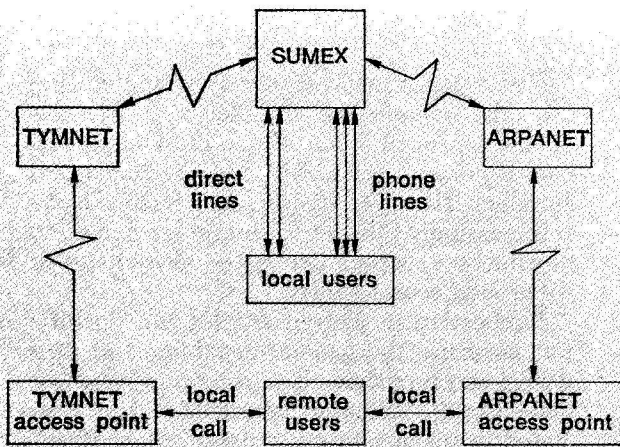 SUMEX
TYMNET
ARPANET
direct
lines
phone
lines
local users
TYMNET
access point
local
call
remote
users
local
call
ARPANET
access point